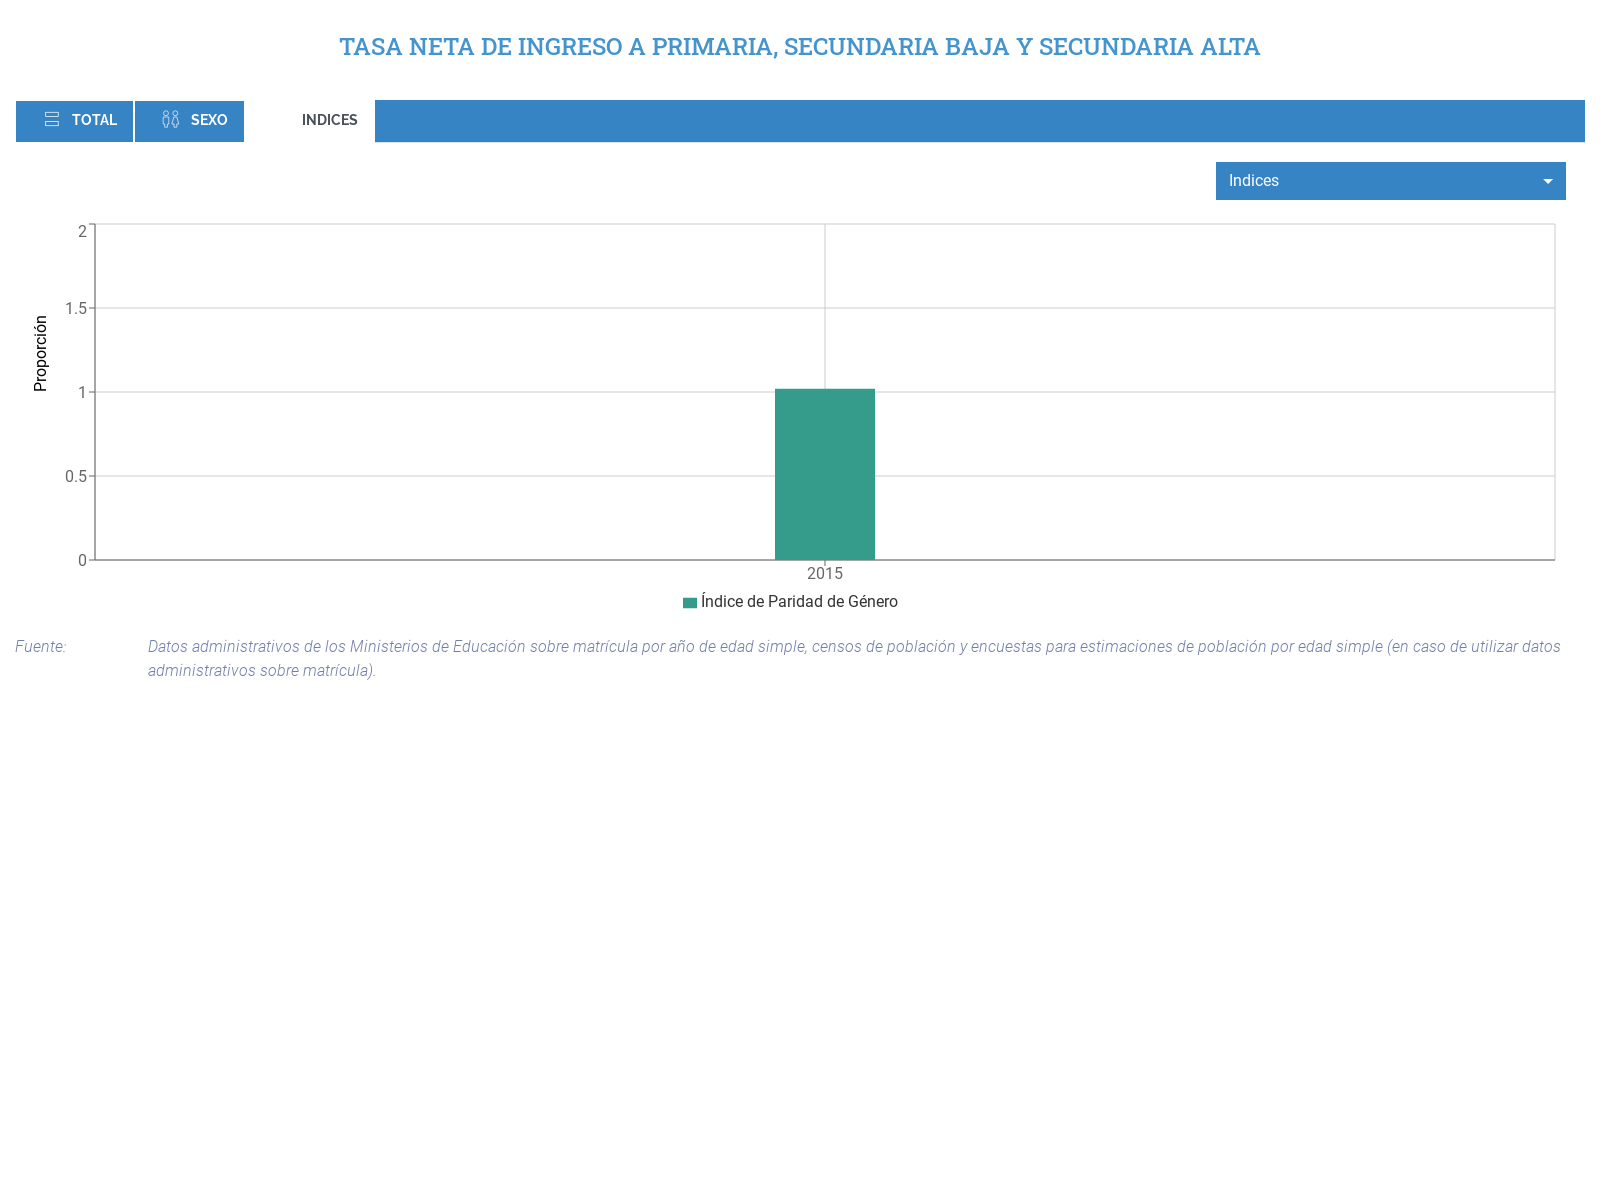 TASA NETA DE INGRESO A PRIMARIA, SECUNDARIA BAJA Y SECUNDARIA ALTA
TOTAL SEXO INDICES
Indices
2
1.5
1
0.5
0
Proporción
2015
Índice de Paridad de Género
Fuente: Datos administrativos de los Ministerios de Educación sobre matrícula por año de edad simple, censos de población y encuestas para estimaciones de población por edad simple (en caso de utilizar datos
administrativos sobre matrícula).